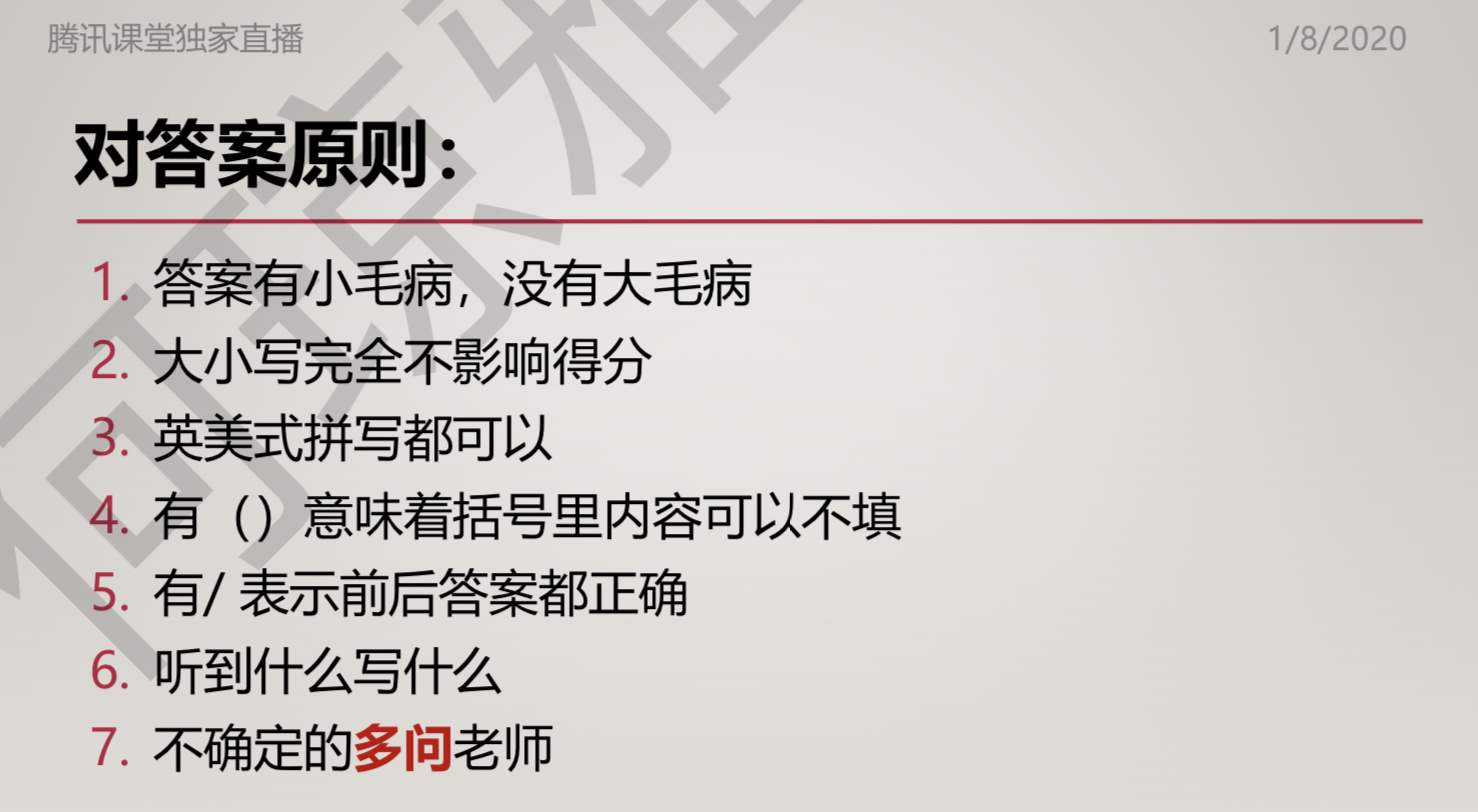 腾讯课堂独家直播
1/8/2020
对答案原则：
1. 答案有小毛病，没有大毛病
2. 大小写完全不影响得分
3. 英美式拼写都可以
4. 有（）意味着括号里内容可以不填
5. 有/ 表示前后答案都正确
6. 听到什么写什么
7. 不确定的多问老师
何琼雅